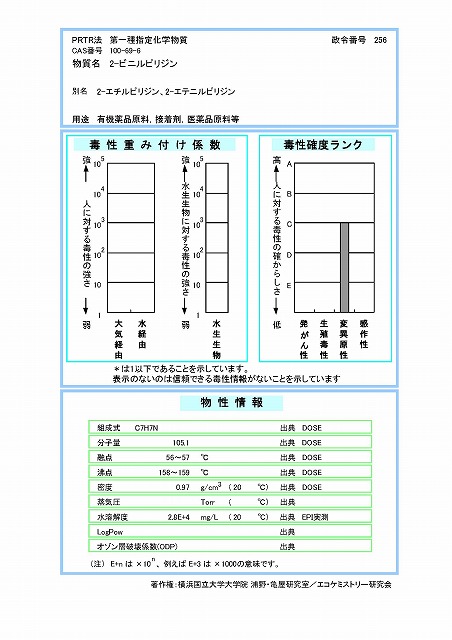 PRTR法 第一種指定化学物質 政令番号 256
CAS番号 100-69-6
物質名 2-ビニルピリジン
別名 2-エチルピリジン、2-エテニルピリジン
用途 有機薬品原料，接着剤，医薬品原料等
毒性重み付け係数
強 人に対する毒性の強さ 弱
10^5
10^4
10^3
10^2
10
1
大気経由 水経由
強 水生生物に対する毒性の強さ 弱
10^5
10^4
10^3
10^2
10
1
水生生物
毒性確度ランク
高 人に対する毒性の確からしさ 低
A
B
C
D
E
発がん性 生殖毒性 変異原性 感作性
＊は1以下であることを示しています。
表示のないのは信頼できる毒性情報がないことを示しています
物性情報
組成式 C7H7N 出典 DOSE
分子量 105.1 出典 DOSE
融点 56～57 ℃ 出典 DOSE
沸点 158～159 ℃ 出典 DOSE
密度 0.97 g/cm3 (20 ℃) 出典 DOSE
蒸気圧 Torr ( ℃) 出典
水溶解度 2.8E+4 mg/L (20 ℃) 出典 EPI実測
LogPow 出典
オゾン層破壊係数(ODP) 出典
（注） E+n は ×10^n、例えば E+3 は ×1000の意味です。
著作権：横浜国立大学大学院 浦野・亀屋研究室／エコケミストリー研究会